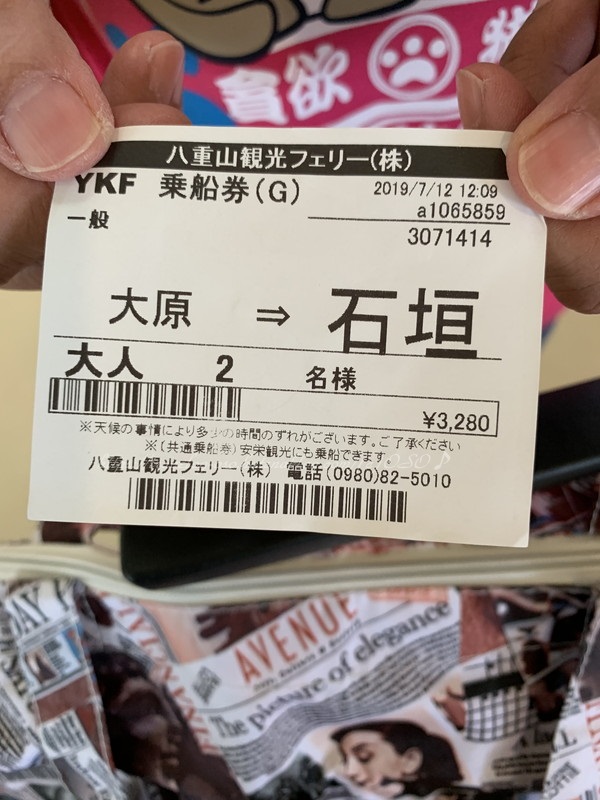 貪欲
八重山観光フェリー(株)
YKF 乗船券(G)
2019/7/12 12:09
a1065859
一般
3071414
大原 ⇒ 石垣
大人 2 名様
¥3,280
※天候の事情により多少の時間のずれがございます。ご了承ください
※(共通乗船券)安栄観光にも乗船できます。
八重山観光フェリー(株) 電話(0980)82-5010
AVENUE
The picture of elegance